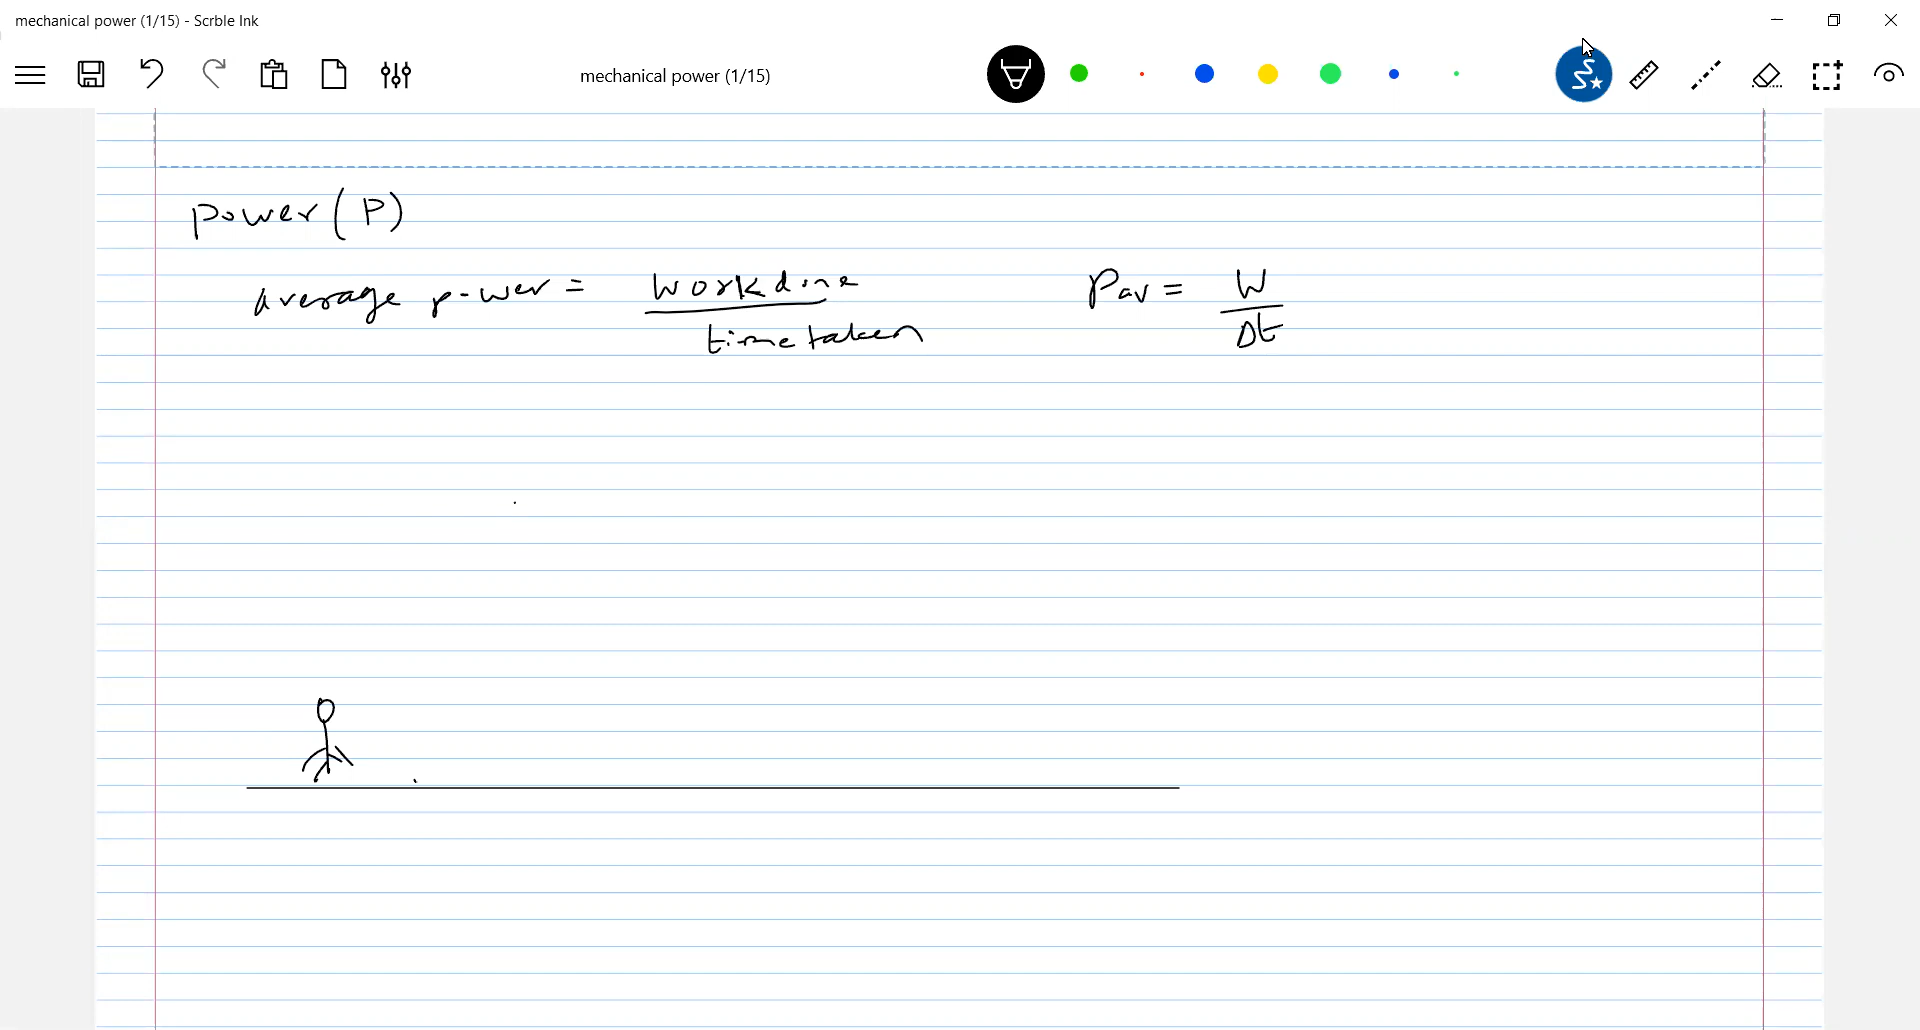 mechanical power (1/15) - Scrble Ink
mechanical power (1/15)
power (P)
average power = work done / time taken
Pav = W / Δt